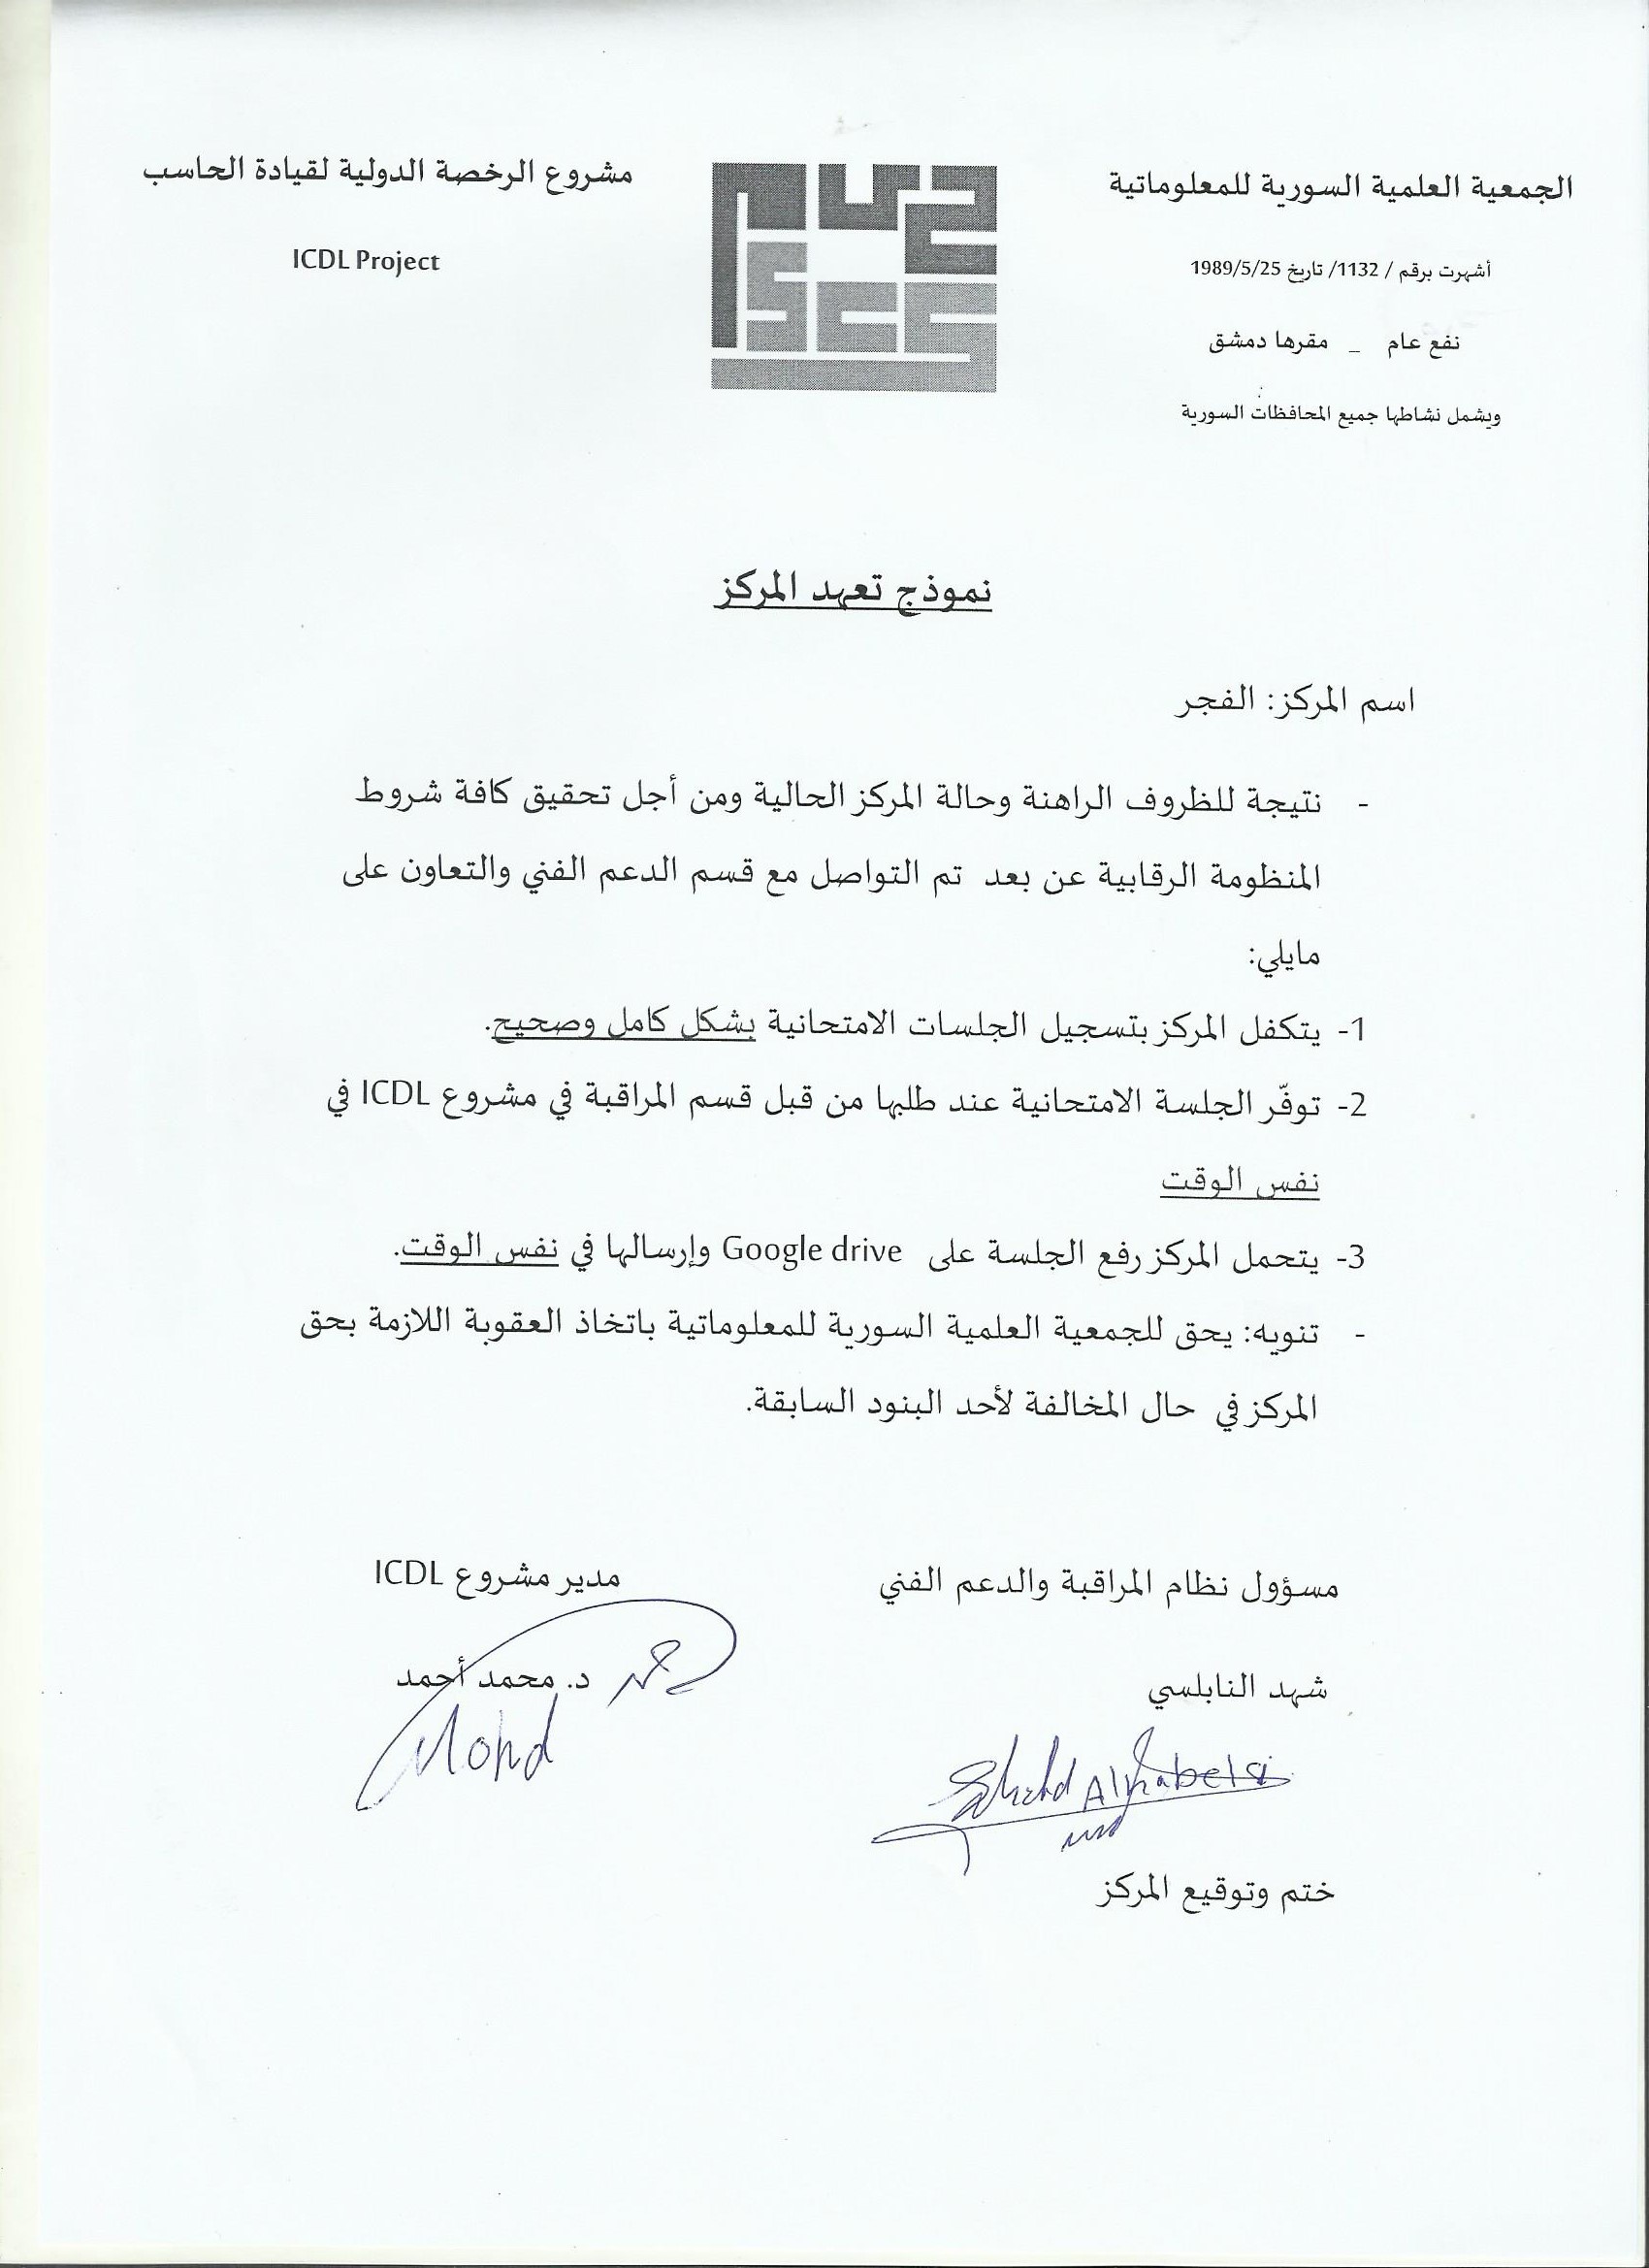 الجمعية العلمية السورية للمعلوماتية
أشهرت برقم / 1132/ تاريخ 1989/5/25
نفع عام _ مقرها دمشق
ويشمل نشاطها جميع المحافظات السورية
مشروع الرخصة الدولية لقيادة الحاسب
ICDL Project
نموذج تعهد المركز
اسم المركز: الفجر
- نتيجة للظروف الراهنة وحالة المركز الحالية ومن أجل تحقيق كافة شروط
المنظومة الرقابية عن بعد تم التواصل مع قسم الدعم الفني والتعاون على
مايلي:
1- يتكفل المركز بتسجيل الجلسات الامتحانية بشكل كامل وصحيح.
2- توفّر الجلسة الامتحانية عند طلبها من قبل قسم المراقبة في مشروع ICDL في
نفس الوقت
3- يتحمل المركز رفع الجلسة على Google drive وإرسالها في نفس الوقت.
- تنويه: يحق للجمعية العلمية السورية للمعلوماتية باتخاذ العقوبة اللازمة بحق
المركز في حال المخالفة لأحد البنود السابقة.
مسؤول نظام المراقبة والدعم الفني
شهد النابلسي
Shahd Alnabelsi
مدير مشروع ICDL
د. محمد أحمد
Mohd
ختم وتوقيع المركز